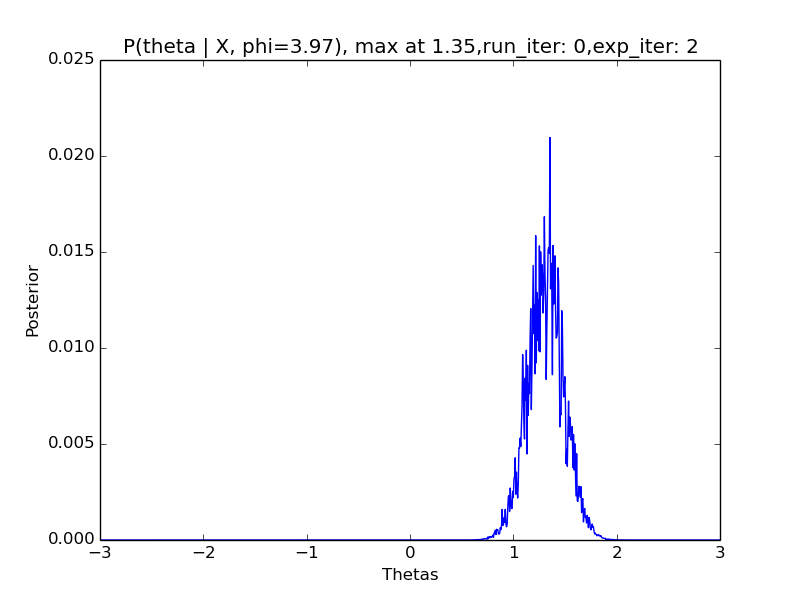 P(theta | X, phi=3.97), max at 1.35,run_iter: 0,exp_iter: 2
0.025
0.020
0.015
0.010
0.005
0.000
Posterior
−3 −2 −1 0 1 2 3
Thetas